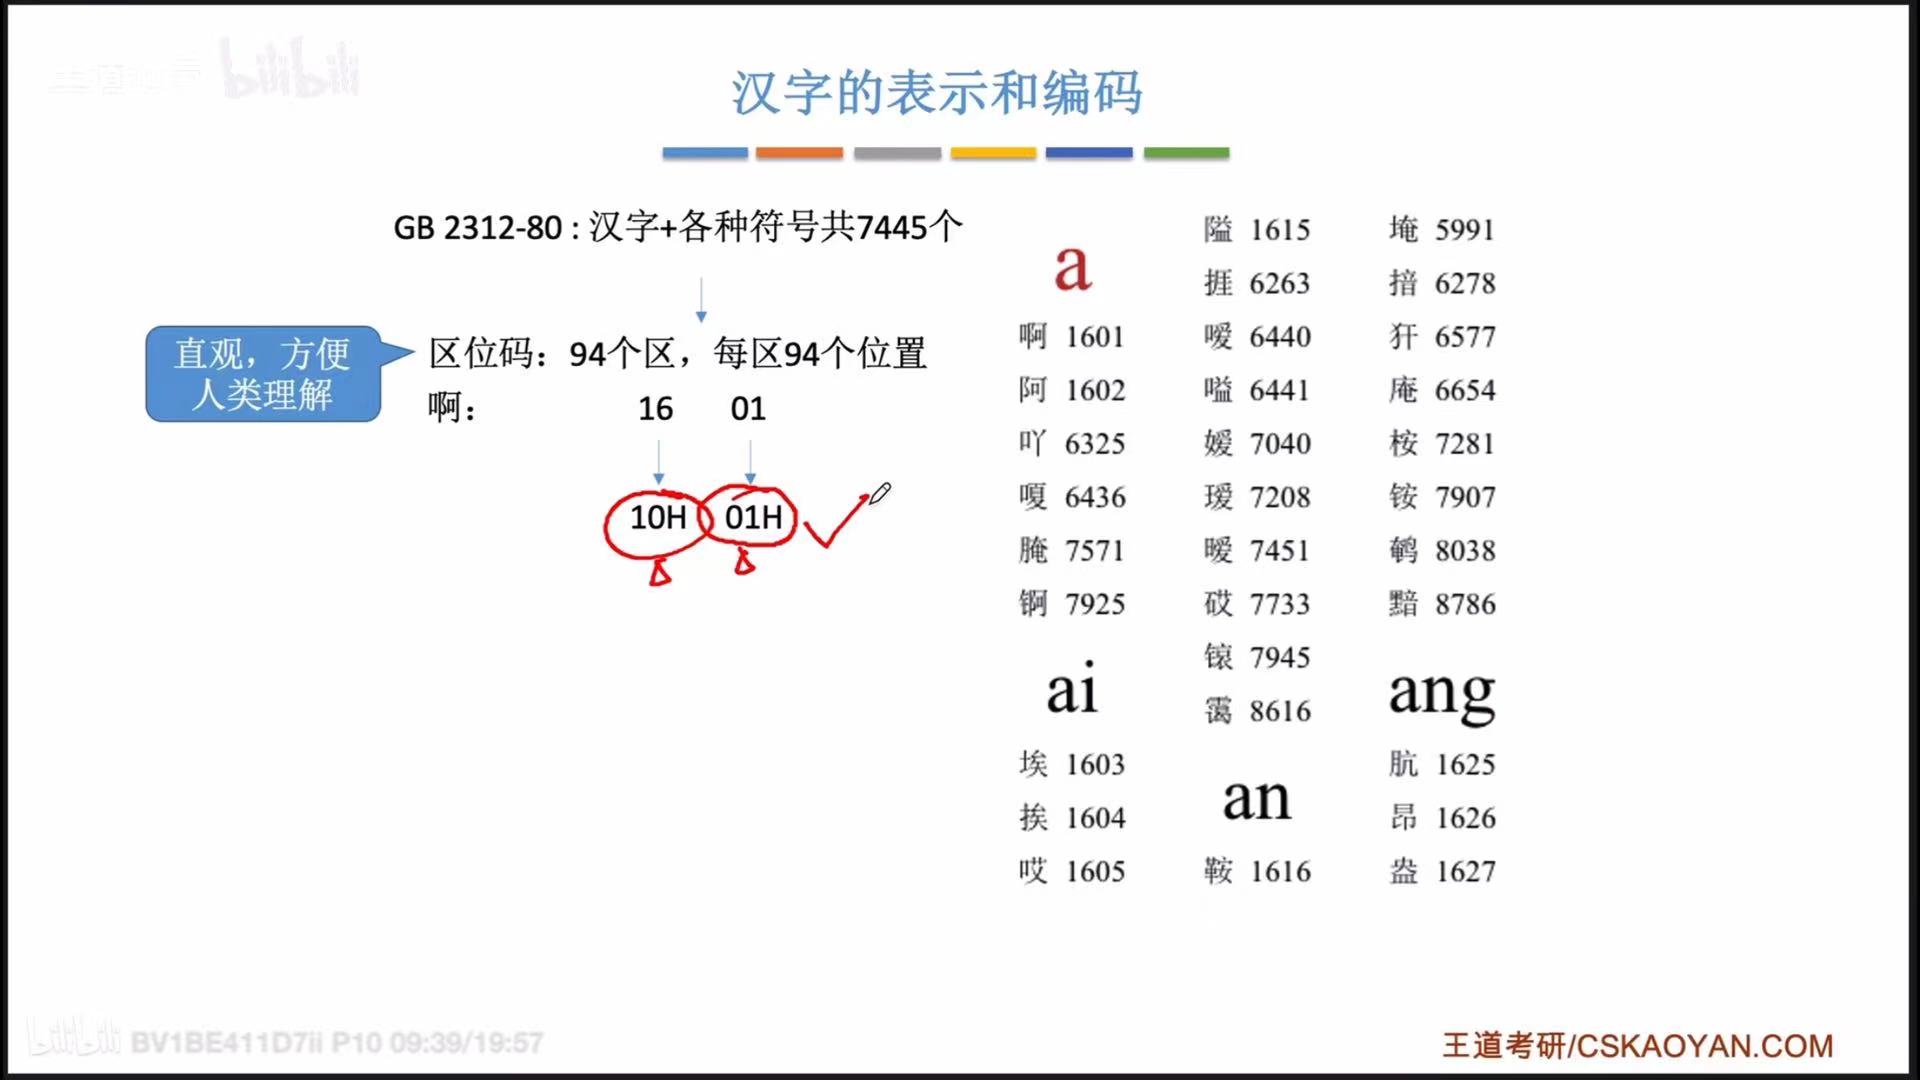 bilibili
汉字的表示和编码
GB 2312-80 : 汉字+各种符号共7445个
直观，方便
人类理解
区位码：94个区，每区94个位置
啊： 16 01
10H 01H
a
啊 1601
阿 1602
吖 6325
嗄 6436
腌 7571
锕 7925
ai
埃 1603
挨 1604
哎 1605
隘 1615
捱 6263
嗳 6440
嗌 6441
嫒 7040
瑷 7208
暧 7451
砹 7733
锿 7945
霭 8616
an
鞍 1616
埯 5991
揞 6278
犴 6577
庵 6654
桉 7281
铵 7907
鹌 8038
黯 8786
ang
肮 1625
昂 1626
盎 1627
bilibili BV1BE411D7ii P10 09:39/19:57
王道考研/CSKAOYAN.COM